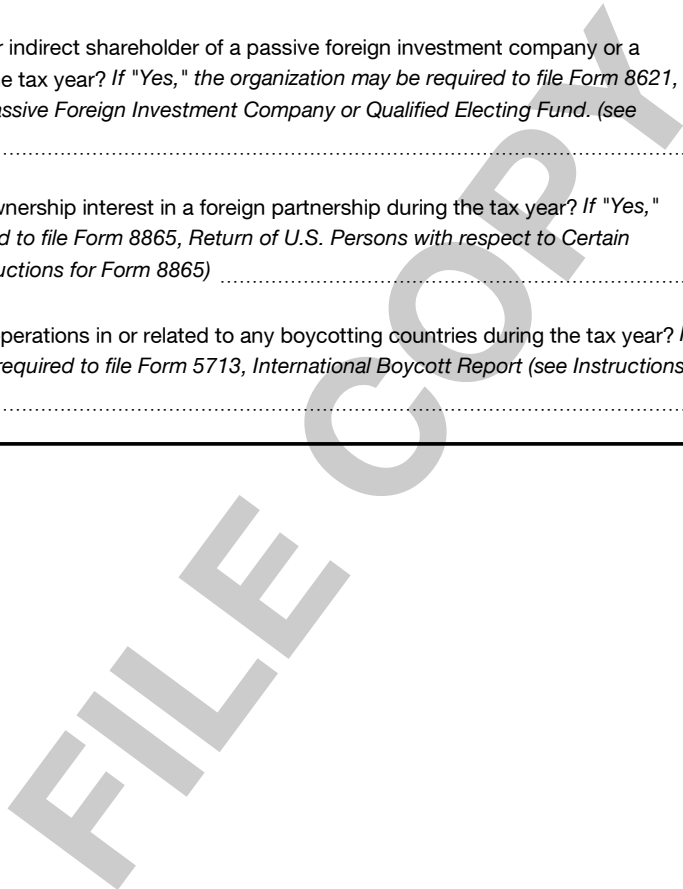 r indirect shareholder of a passive foreign investment company or a
e tax year? If "Yes," the organization may be required to file Form 8621,
assive Foreign Investment Company or Qualified Electing Fund. (see
wnership interest in a foreign partnership during the tax year? If "Yes,"
d to file Form 8865, Return of U.S. Persons with respect to Certain
uctions for Form 8865)
perations in or related to any boycotting countries during the tax year?
required to file Form 5713, International Boycott Report (see Instructions
FILE COPY